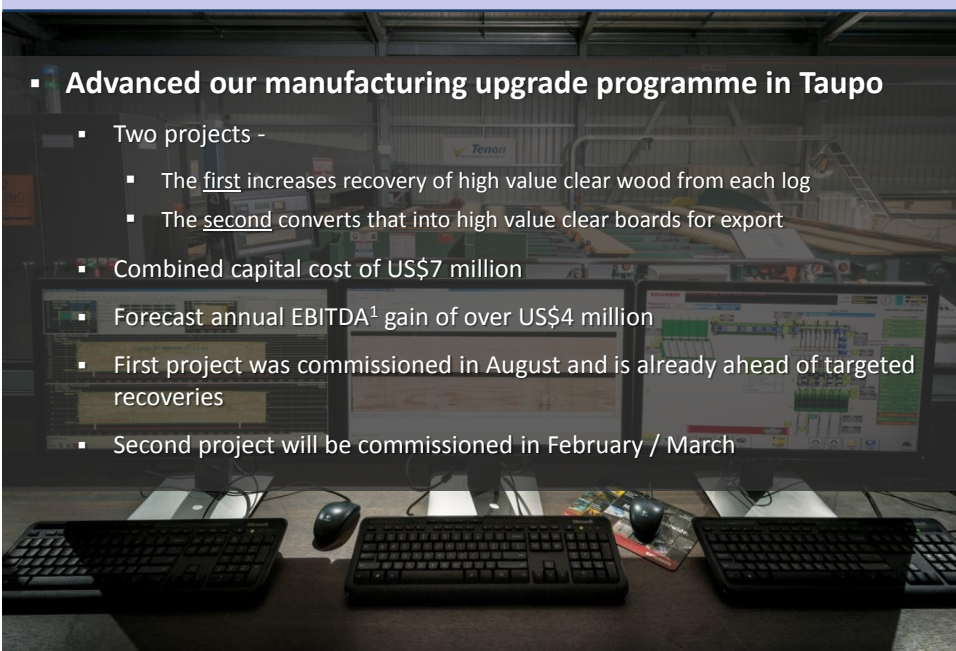 ▪ Advanced our manufacturing upgrade programme in Taupo
▪ Two projects -
▪ The first increases recovery of high value clear wood from each log
▪ The second converts that into high value clear boards for export
▪ Combined capital cost of US$7 million
▪ Forecast annual EBITDA¹ gain of over US$4 million
▪ First project was commissioned in August and is already ahead of targeted
recoveries
▪ Second project will be commissioned in February / March
Tenon
Microsoft